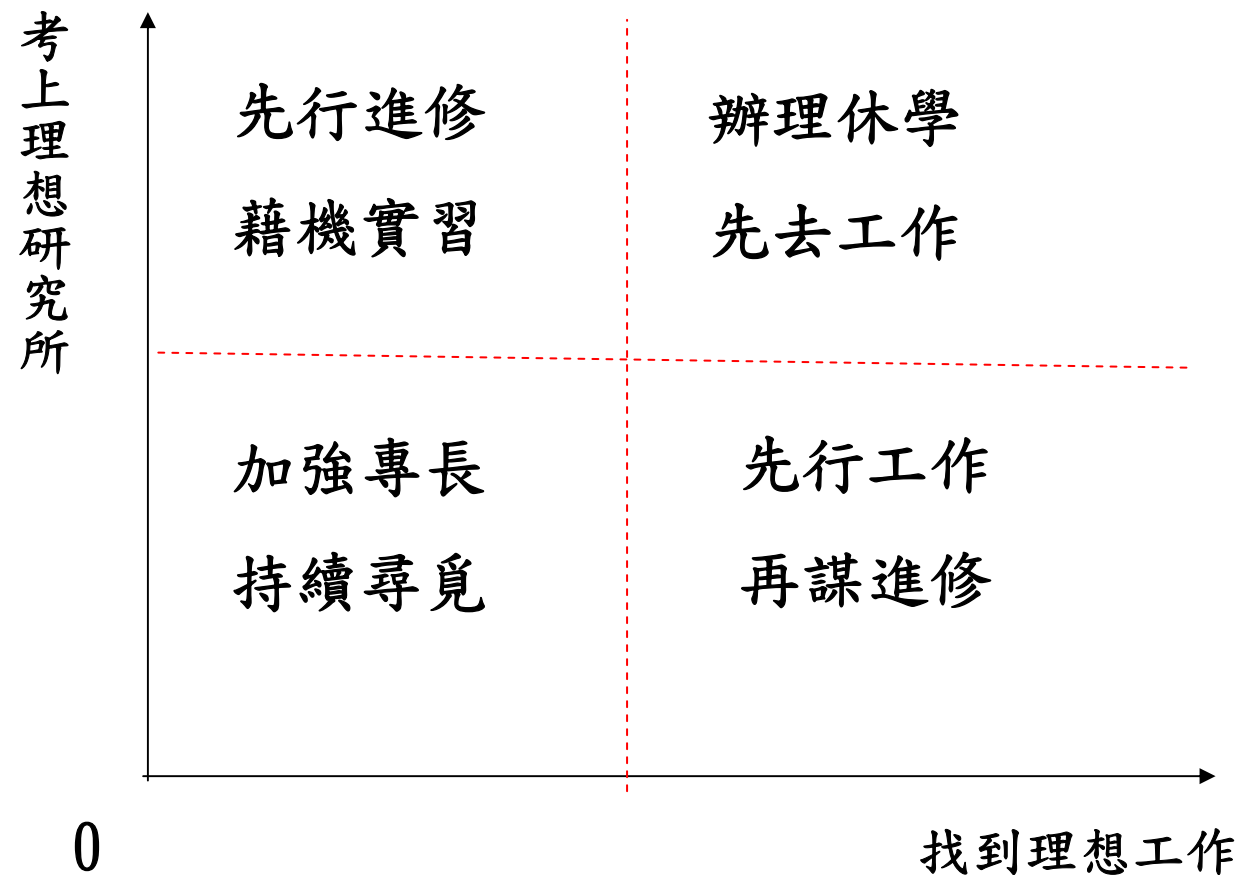 考上理想研究所
先行進修
藉機實習
辦理休學
先去工作
加強專長
持續尋覓
先行工作
再謀進修
0
找到理想工作